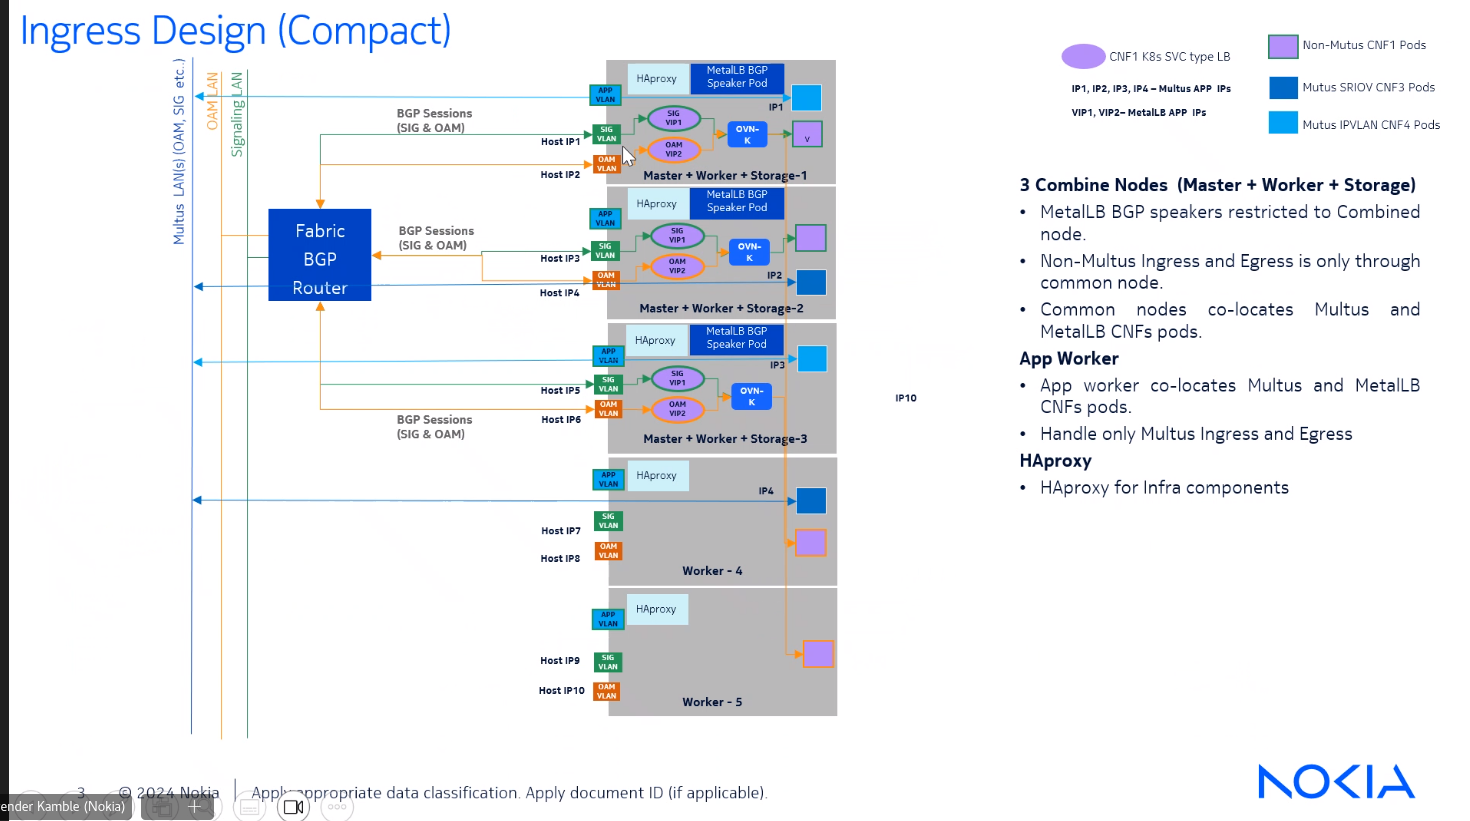 Ingress Design (Compact)
Multus LAN(s) (OAM, SIG etc..)
OAM LAN
Signaling LAN
CNF1 K8s SVC type LB
IP1, IP2, IP3, IP4 – Multus APP IPs
VIP1, VIP2– MetalLB APP IPs
Non-Mutus CNF1 Pods
Mutus SRIOV CNF3 Pods
Mutus IPVLAN CNF4 Pods
Fabric
BGP
Router
BGP Sessions
(SIG & OAM)
BGP Sessions
(SIG & OAM)
BGP Sessions
(SIG & OAM)
HAproxy
MetalLB BGP
Speaker Pod
APP
VLAN
IP1
Host IP1
SIG
VLAN
SIG
VIP1
OVN-
K
v
Host IP2
OAM
VLAN
OAM
VIP2
Master + Worker + Storage-1
HAproxy
MetalLB BGP
Speaker Pod
APP
VLAN
Host IP3
SIG
VLAN
SIG
VIP1
OVN-
K
Host IP4
OAM
VLAN
OAM
VIP2
IP2
Master + Worker + Storage-2
HAproxy
MetalLB BGP
Speaker Pod
APP
VLAN
IP3
Host IP5
SIG
VLAN
SIG
VIP1
OVN-
K
Host IP6
OAM
VLAN
OAM
VIP2
Master + Worker + Storage-3
IP10
APP
VLAN
HAproxy
IP4
Host IP7
SIG
VLAN
Host IP8
OAM
VLAN
Worker - 4
APP
VLAN
HAproxy
Host IP9
SIG
VLAN
Host IP10
OAM
VLAN
Worker - 5
3 Combine Nodes (Master + Worker + Storage)
• MetalLB BGP speakers restricted to Combined
node.
• Non-Multus Ingress and Egress is only through
common node.
• Common nodes co-locates Multus and
MetalLB CNFs pods.
App Worker
• App worker co-locates Multus and MetalLB
CNFs pods.
• Handle only Multus Ingress and Egress
HAproxy
• HAproxy for Infra components
3 © 2024 Nokia Apply appropriate data classification. Apply document ID (if applicable).
ender Kamble (Nokia)
NOKIA